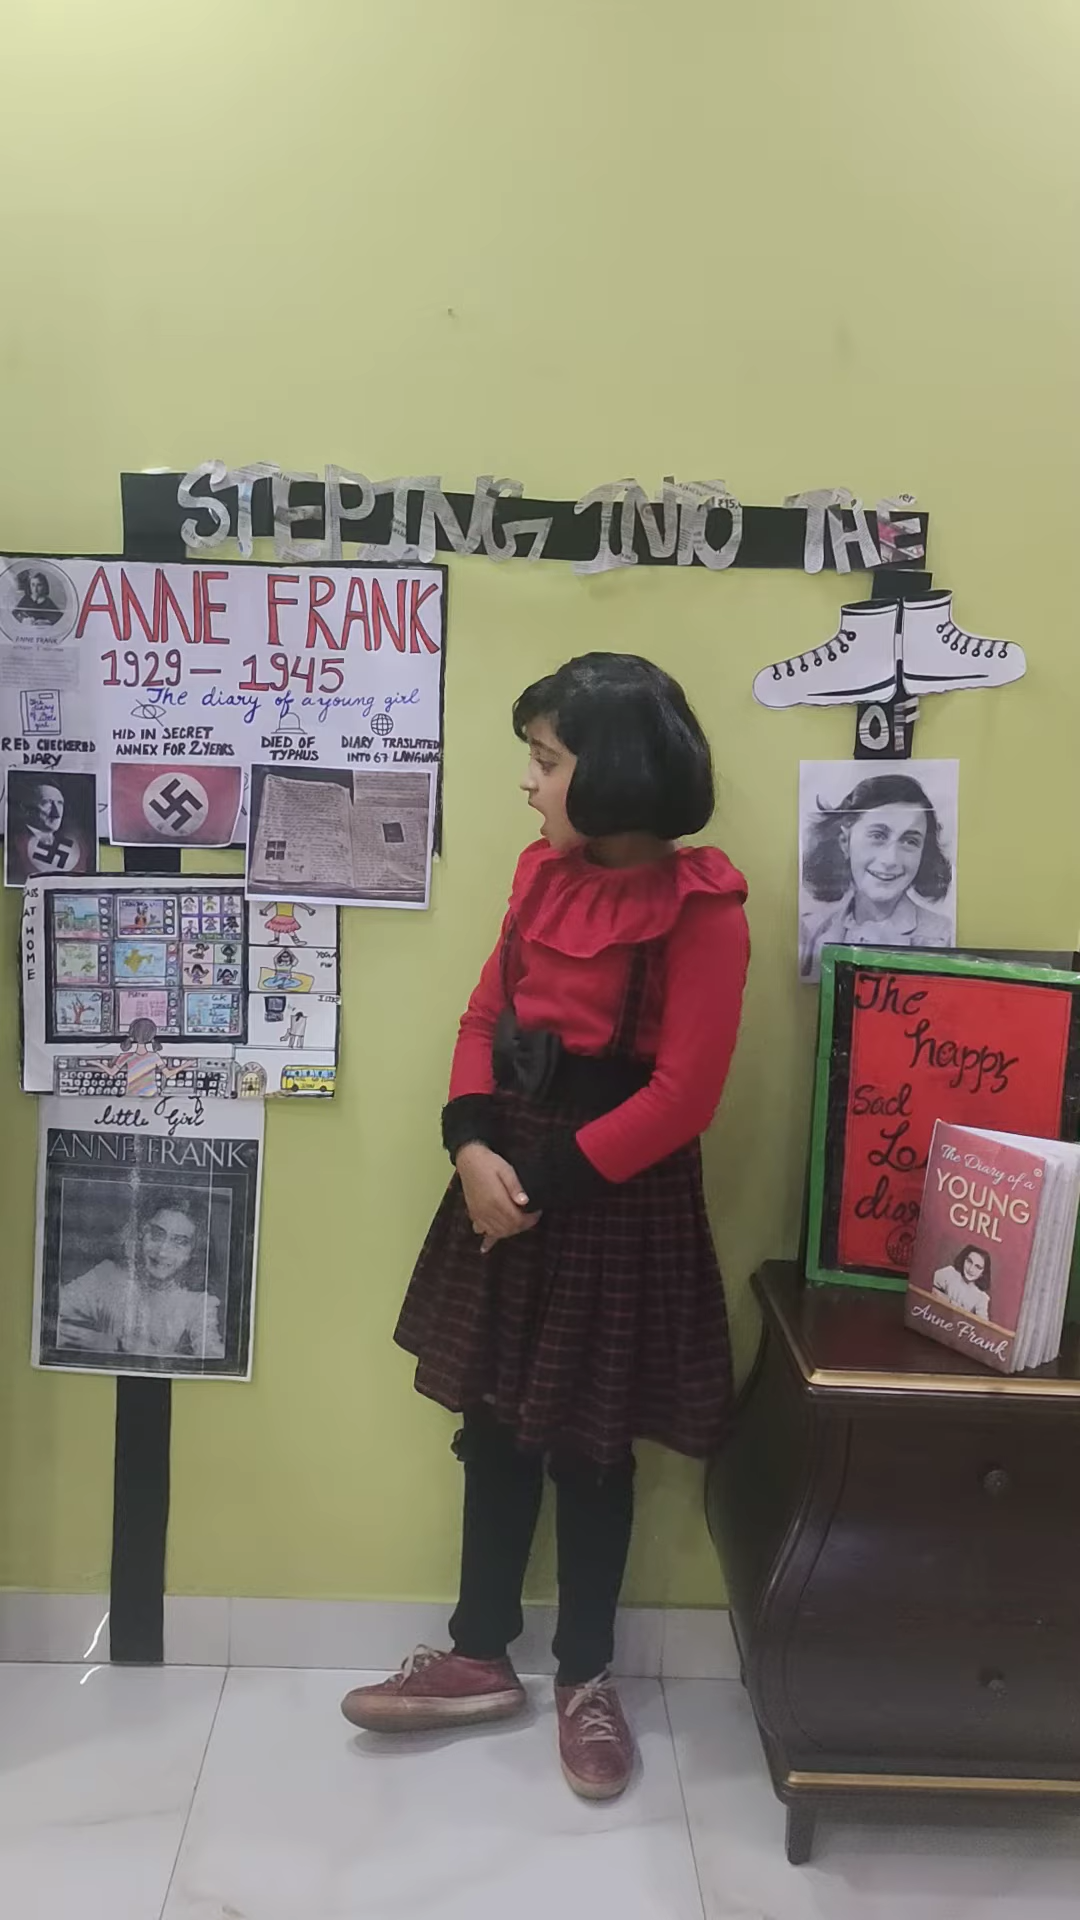 STEPING INTO THE
OF
ANNE FRANK
1929 — 1945
The diary of a young girl
RED CHECKERED
DIARY
HID IN SECRET
ANNEX FOR 2 YEARS
DIED OF
TYPHUS
DIARY TRASLATED
INTO 67 LANGUAG
AT HOME
little Girl
ANNE FRANK
The
happy
Sad
The Diary of a
YOUNG
GIRL
Anne Frank